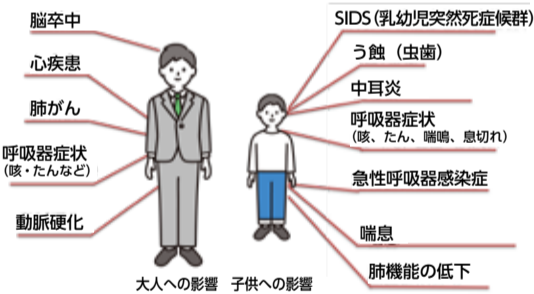 脳卒中
心疾患
肺がん
呼吸器症状
(咳・たんなど)
動脈硬化
大人への影響
SIDS(乳幼児突然死症候群)
う蝕(虫歯)
中耳炎
呼吸器症状
(咳、たん、喘鳴、息切れ)
急性呼吸器感染症
喘息
肺機能の低下
子供への影響